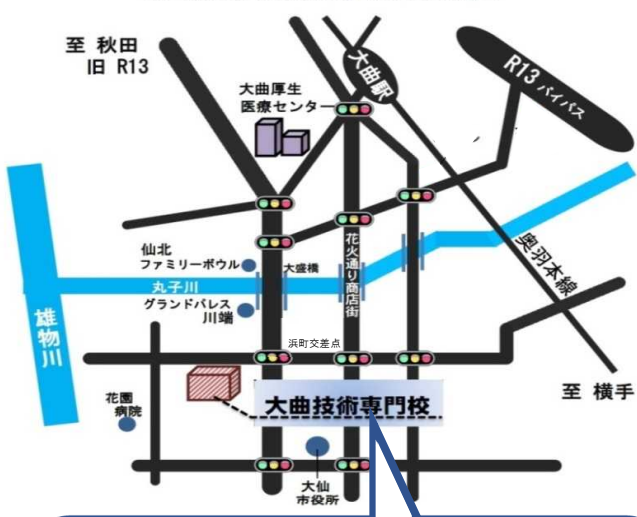 至 秋田
旧 R13
大曲駅
R13 バイパス
大曲厚生
医療センター
仙北
ファミリーボウル
大盛橋
花火通り商店街
奥羽本線
丸子川
グランドパレス
川端
雄物川
浜町交差点
至 横手
花園
病院
大曲技術専門校
大仙
市役所